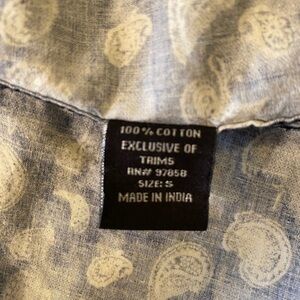 100% COTTON
EXCLUSIVE OF
TRIMS
RN# 97858
SIZE: S
MADE IN INDIA